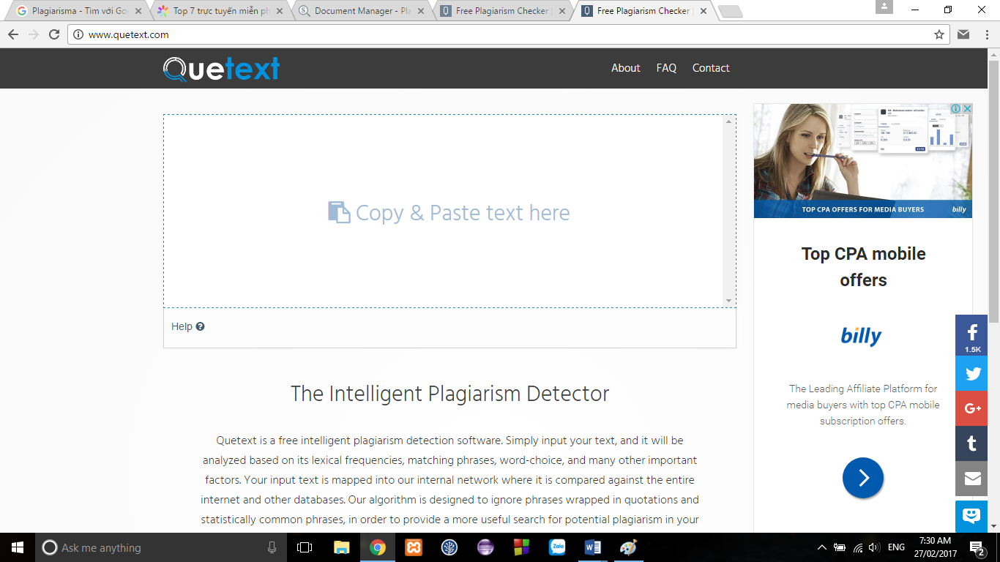 Plagiarisma - Tìm với Go
Top 7 trực tuyến miễn ph
Document Manager - Pla
Free Plagiarism Checker |
Free Plagiarism Checker |
www.quetext.com
Quetext
About FAQ Contact
Copy & Paste text here
Help
TOP CPA OFFERS FOR MEDIA BUYERS billy
Top CPA mobile
offers
billy
The Leading Affiliate Platform for
media buyers with top CPA mobile
subscription offers.
1.5K
The Intelligent Plagiarism Detector
Quetext is a free intelligent plagiarism detection software. Simply input your text, and it will be
analyzed based on its lexical frequencies, matching phrases, word-choice, and many other important
factors. Your input text is mapped into our internal network where it is compared against the entire
internet and other databases. Our algorithm is designed to ignore phrases wrapped in quotations and
statistically common phrases, in order to provide a more useful search for potential plagiarism in your
Ask me anything
Zalo
ENG
7:30 AM
27/02/2017
2